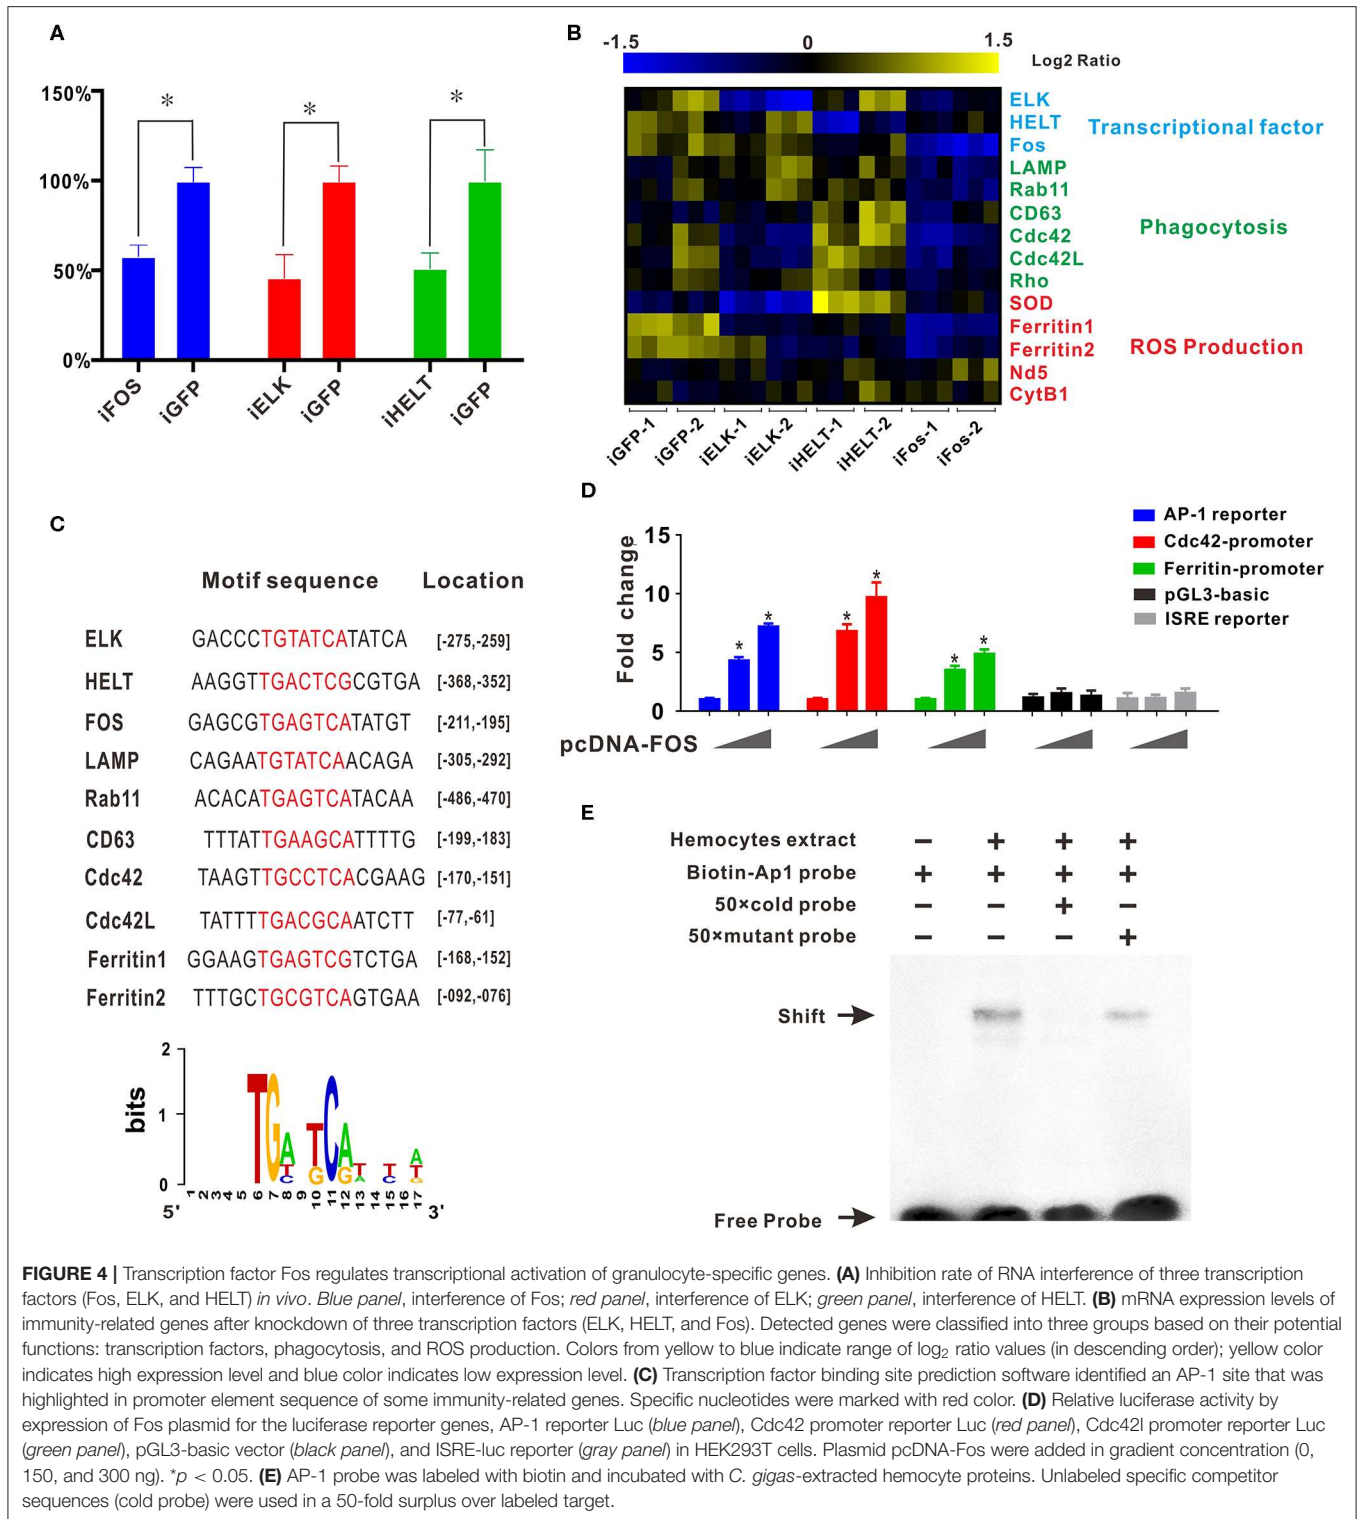 A
150%
100%
50%
0%
* * *
iFOS iGFP iELK iGFP iHELT iGFP
B
-1.5 0 1.5
Log2 Ratio
ELK
HELT
Fos
Transcriptional factor
LAMP
Rab11
CD63
Cdc42
Cdc42L
Rho
Phagocytosis
SOD
Ferritin1
Ferritin2
Nd5
CytB1
ROS Production
iGFP-1 iGFP-2 iELK-1 iELK-2 iHELT-1 iHELT-2 iFos-1 iFos-2
C
Motif sequence Location
ELK GACCCTGTATCATATCA [-275,-259]
HELT AAGGTTGACTCGCGTGA [-368,-352]
FOS GAGCGTGAGTCATATGT [-211,-195]
LAMP CAGAATGTATCAACAGA [-305,-292]
Rab11 ACACATGAGTCATACAA [-486,-470]
CD63 TTTATTGAAGCATTTTG [-199,-183]
Cdc42 TAAGTTGCCTCACGAAG [-170,-151]
Cdc42L TATTTTGACGCAATCTT [-77,-61]
Ferritin1 GGAAGTGAGTCGTCTGA [-168,-152]
Ferritin2 TTTGCTGCGTCAGTGAA [-092,-076]
bits
2
1
0
1 2 3 4 5 6 7 8 9 10 11 12 13 14 15 16 17
5' 3'
D
Fold change
15
10
5
0
* * * * * *
pcDNA-FOS
AP-1 reporter
Cdc42-promoter
Ferritin-promoter
pGL3-basic
ISRE reporter
E
Hemocytes extract − + + +
Biotin-Ap1 probe + + + +
50×cold probe − − + −
50×mutant probe − − − +
Shift
Free Probe
FIGURE 4 | Transcription factor Fos regulates transcriptional activation of granulocyte-specific genes. (A) Inhibition rate of RNA interference of three transcription
factors (Fos, ELK, and HELT) in vivo. Blue panel, interference of Fos; red panel, interference of ELK; green panel, interference of HELT. (B) mRNA expression levels of
immunity-related genes after knockdown of three transcription factors (ELK, HELT, and Fos). Detected genes were classified into three groups based on their potential
functions: transcription factors, phagocytosis, and ROS production. Colors from yellow to blue indicate range of log2 ratio values (in descending order); yellow color
indicates high expression level and blue color indicates low expression level. (C) Transcription factor binding site prediction software identified an AP-1 site that was
highlighted in promoter element sequence of some immunity-related genes. Specific nucleotides were marked with red color. (D) Relative luciferase activity by
expression of Fos plasmid for the luciferase reporter genes, AP-1 reporter Luc (blue panel), Cdc42 promoter reporter Luc (red panel), Cdc42l promoter reporter Luc
(green panel), pGL3-basic vector (black panel), and ISRE-luc reporter (gray panel) in HEK293T cells. Plasmid pcDNA-Fos were added in gradient concentration (0,
150, and 300 ng). *p < 0.05. (E) AP-1 probe was labeled with biotin and incubated with C. gigas-extracted hemocyte proteins. Unlabeled specific competitor
sequences (cold probe) were used in a 50-fold surplus over labeled target.